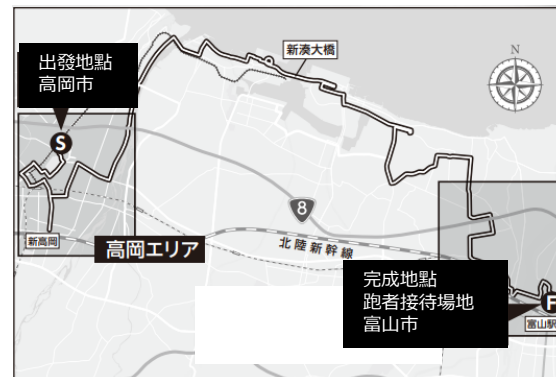 出發地點
高岡市
新湊大橋
N
S
8
新高岡
高岡エリア
北陸新幹線
完成地點
跑者接待場地
富山市
F
富山駅